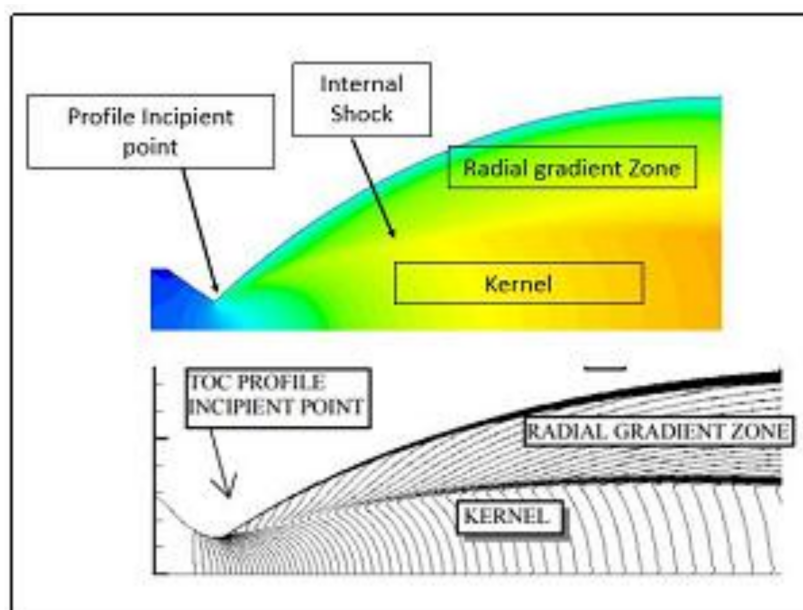 Internal
Shock
Profile Incipient
point
Radial gradient Zone
Kernel
TOC PROFILE
INCIPIENT POINT
RADIAL GRADIENT ZONE
KERNEL